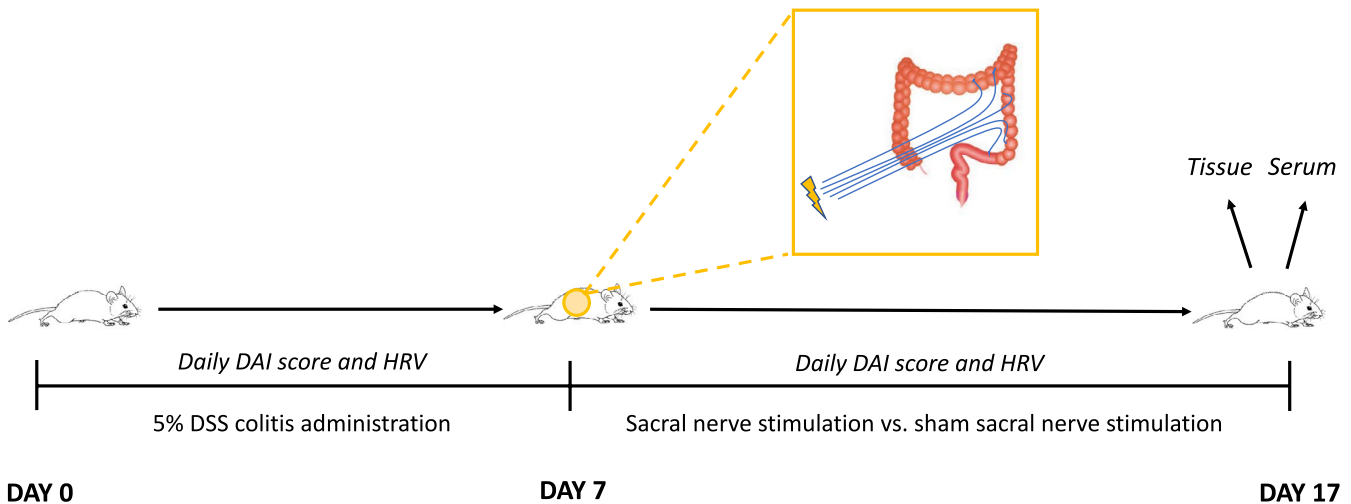 Tissue Serum
Daily DAI score and HRV
Daily DAI score and HRV
5% DSS colitis administration
Sacral nerve stimulation vs. sham sacral nerve stimulation
DAY 0
DAY 7
DAY 17